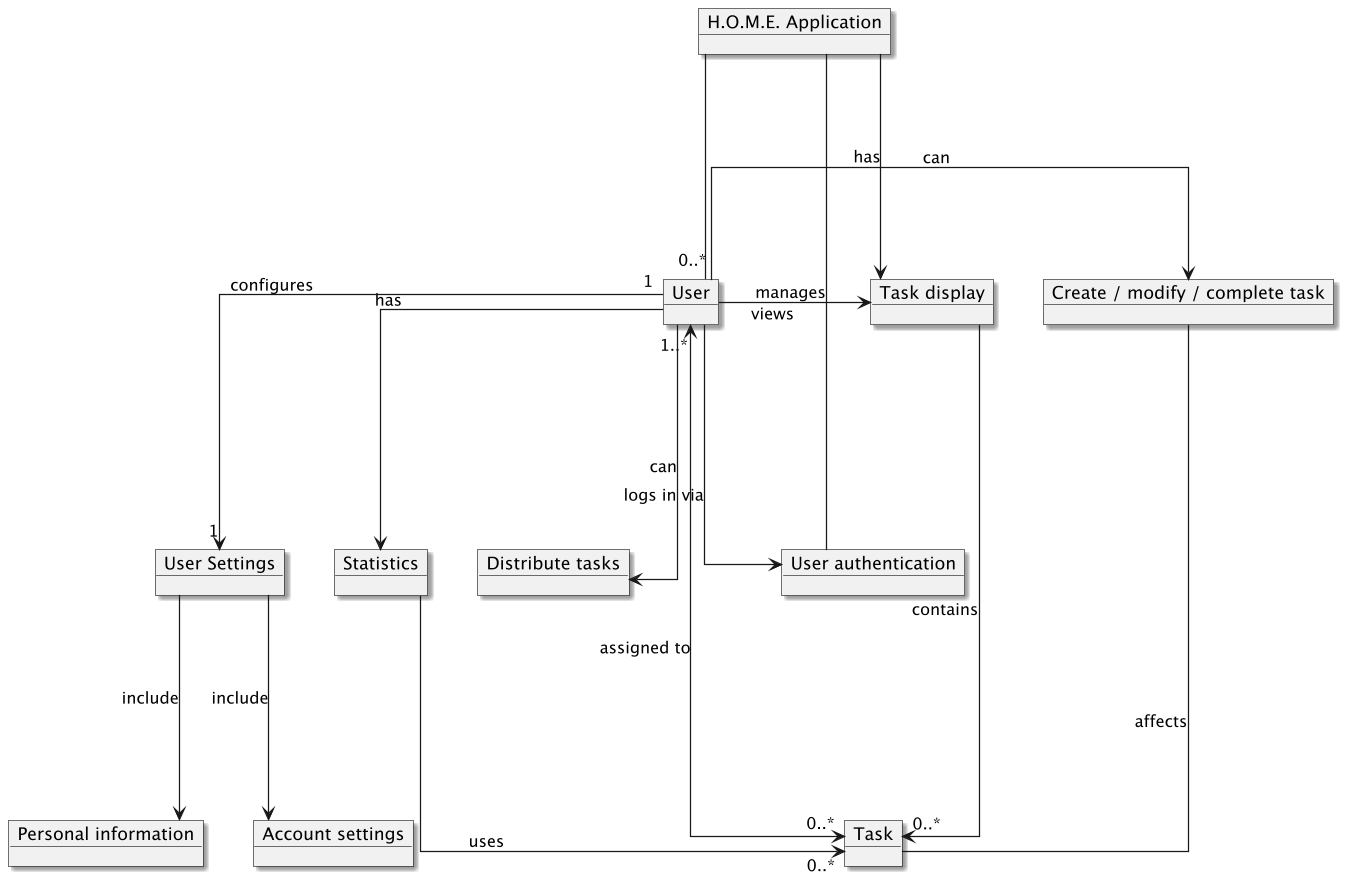 H.O.M.E. Application
has
can
0..*
configures
1
has
User
manages
views
Task display
Create / modify / complete task
1..*
can
logs in via
1
User Settings
Statistics
Distribute tasks
User authentication
contains
assigned to
include
include
affects
Personal information
Account settings
uses
0..*
0..*
Task
0..*